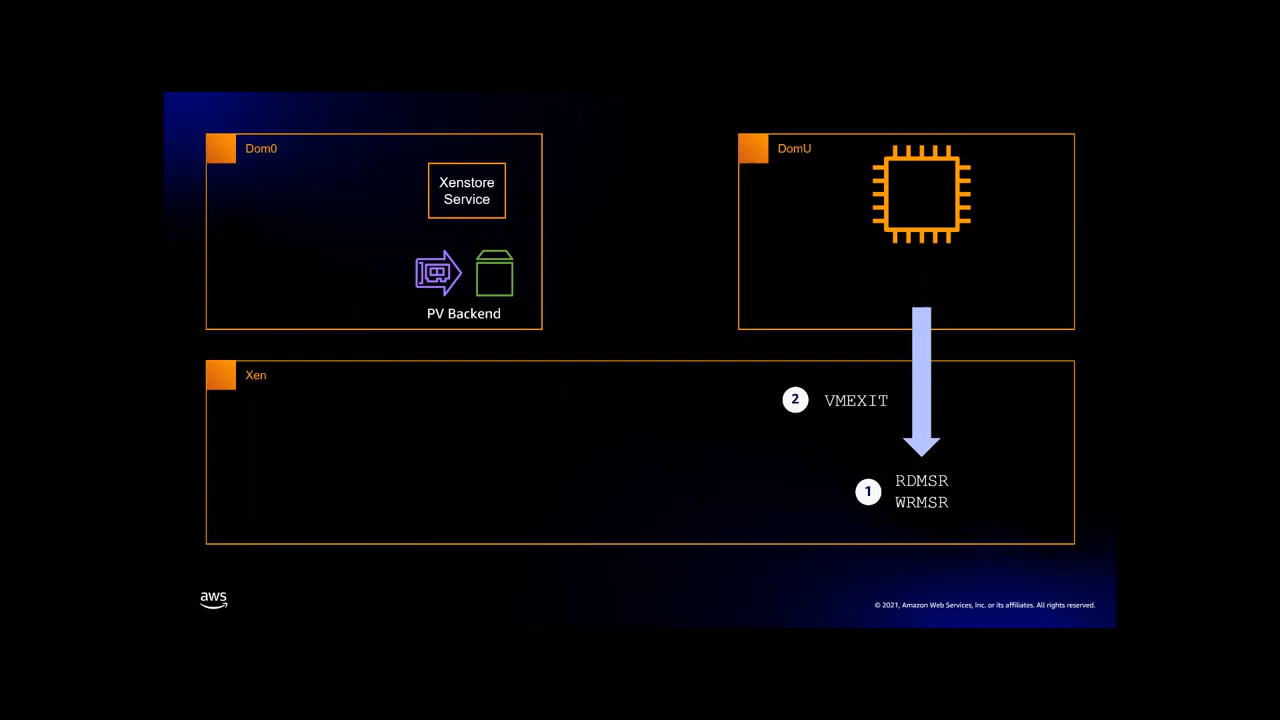 Dom0
Xenstore
Service
PV Backend
DomU
Xen
2 VMEXIT
1 RDMSR
WRMSR
aws
© 2021, Amazon Web Services, Inc. or its affiliates. All rights reserved.